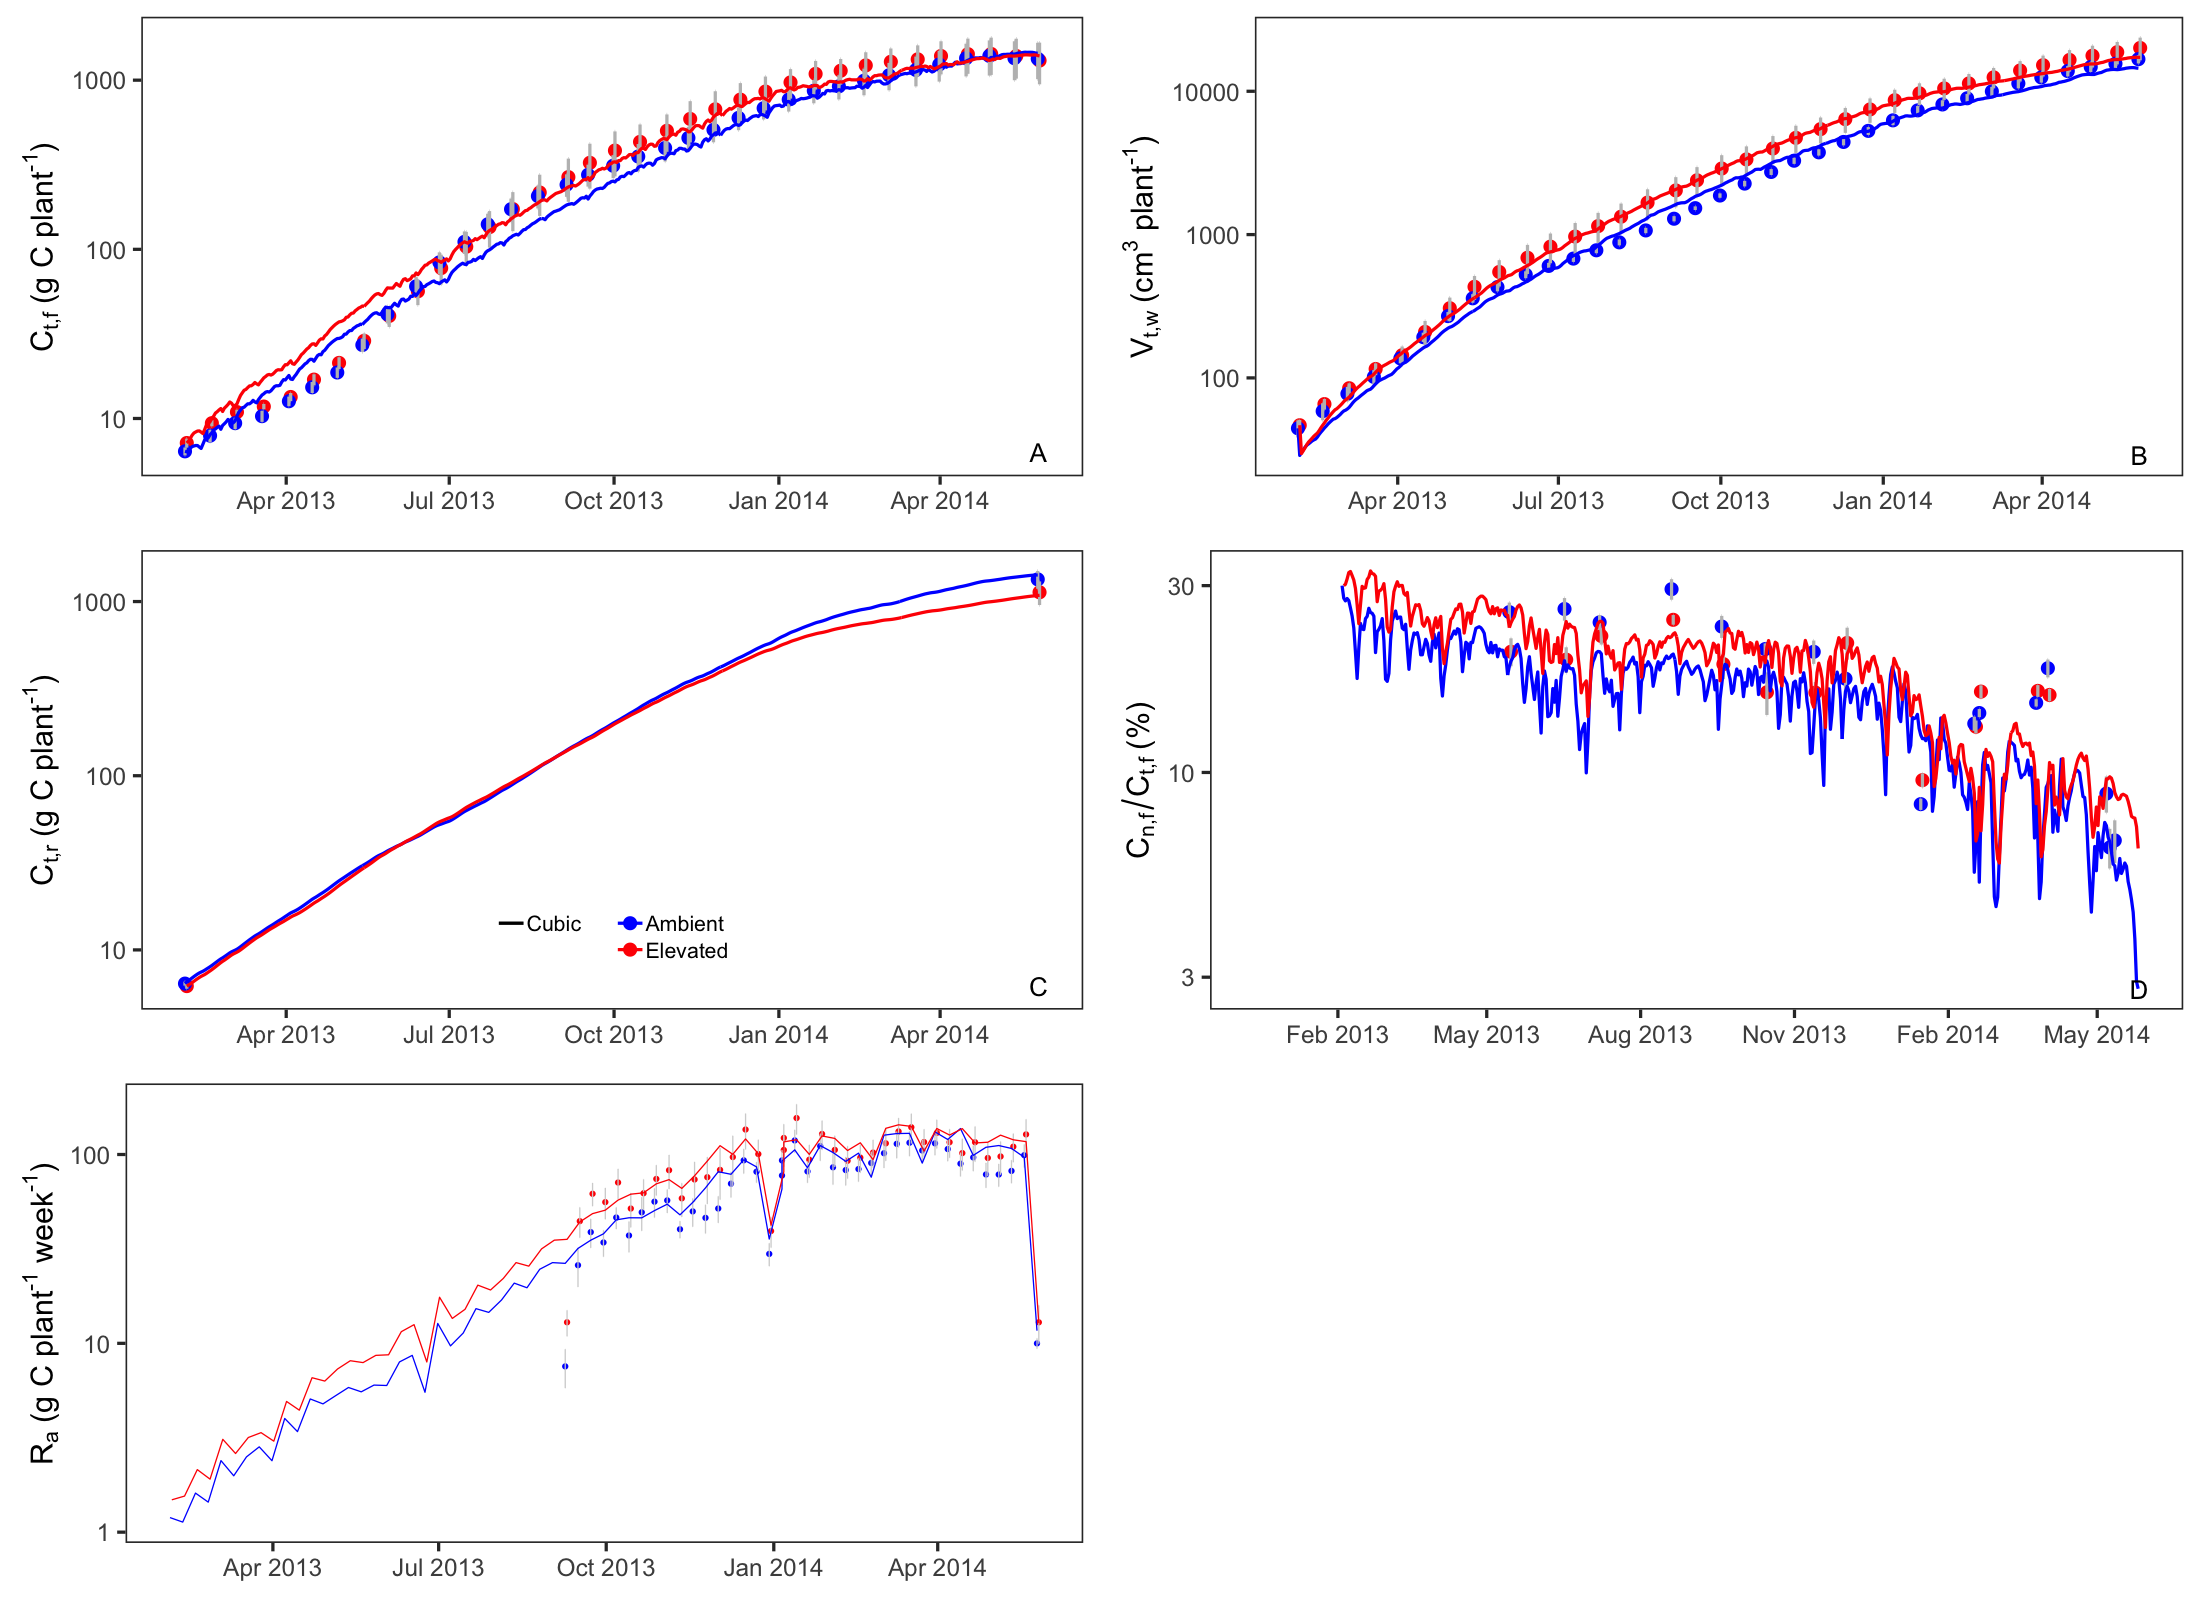 C_t,f (g C plant^-1)
1000
100
10
A
Apr 2013 Jul 2013 Oct 2013 Jan 2014 Apr 2014
V_t,w (cm^3 plant^-1)
10000
1000
100
B
Apr 2013 Jul 2013 Oct 2013 Jan 2014 Apr 2014
C_t,r (g C plant^-1)
1000
100
10
Cubic Ambient
Elevated
C
Apr 2013 Jul 2013 Oct 2013 Jan 2014 Apr 2014
C_n,f/C_t,f (%)
30
10
3
D
Feb 2013 May 2013 Aug 2013 Nov 2013 Feb 2014 May 2014
R_a (g C plant^-1 week^-1)
100
10
1
Apr 2013 Jul 2013 Oct 2013 Jan 2014 Apr 2014